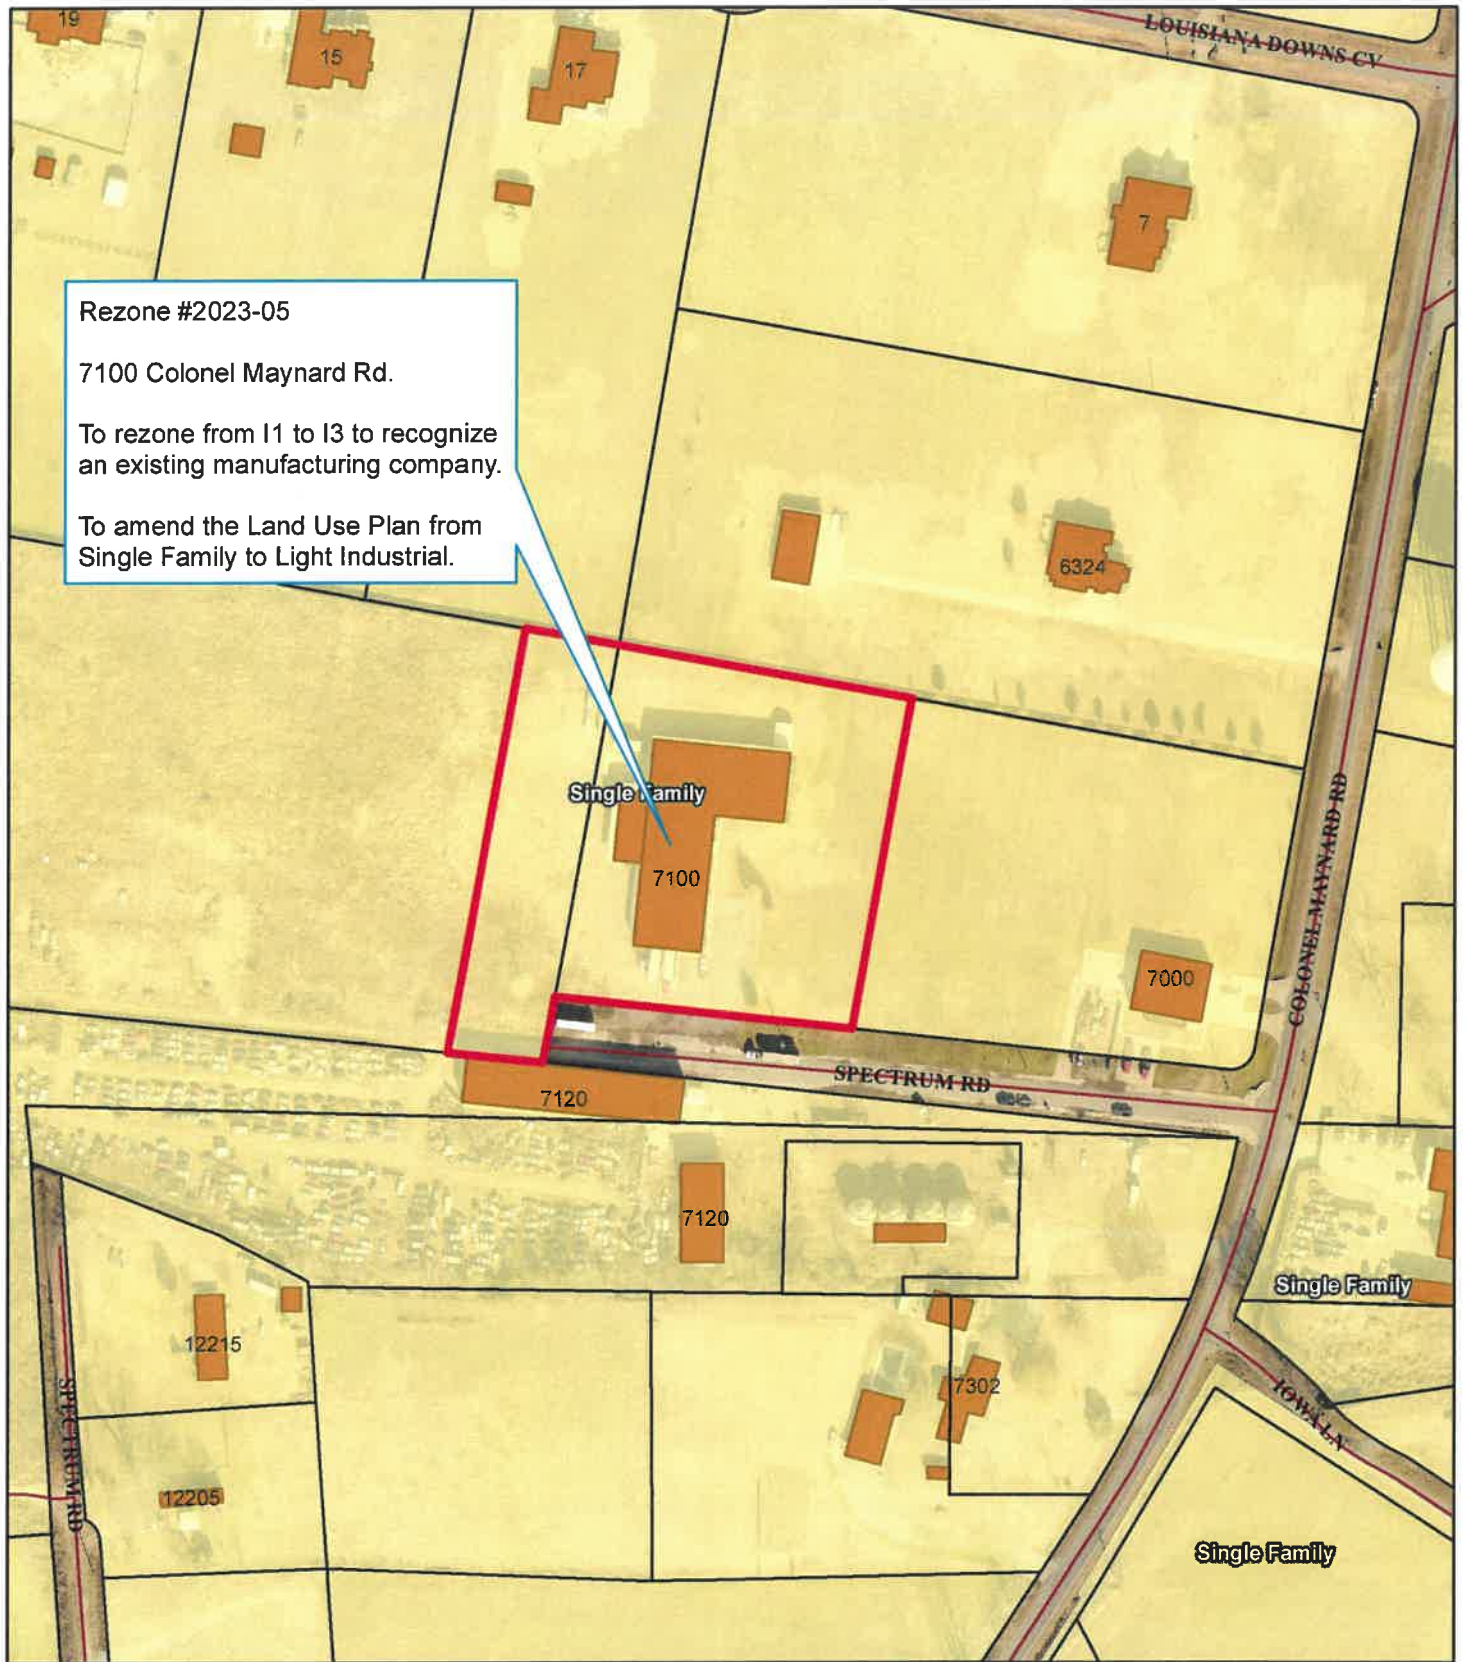 19
15
17
LOUISIANA DOWNS CV
7
Rezone #2023-05
7100 Colonel Maynard Rd.
To rezone from I1 to I3 to recognize
an existing manufacturing company.
To amend the Land Use Plan from
Single Family to Light Industrial.
6324
Single Family
7100
COLONEL MAYNARD RD
7000
SPECTRUM RD
7120
7120
Single Family
12215
7302
IOWA LN
SPECTRUM RD
12205
Single Family